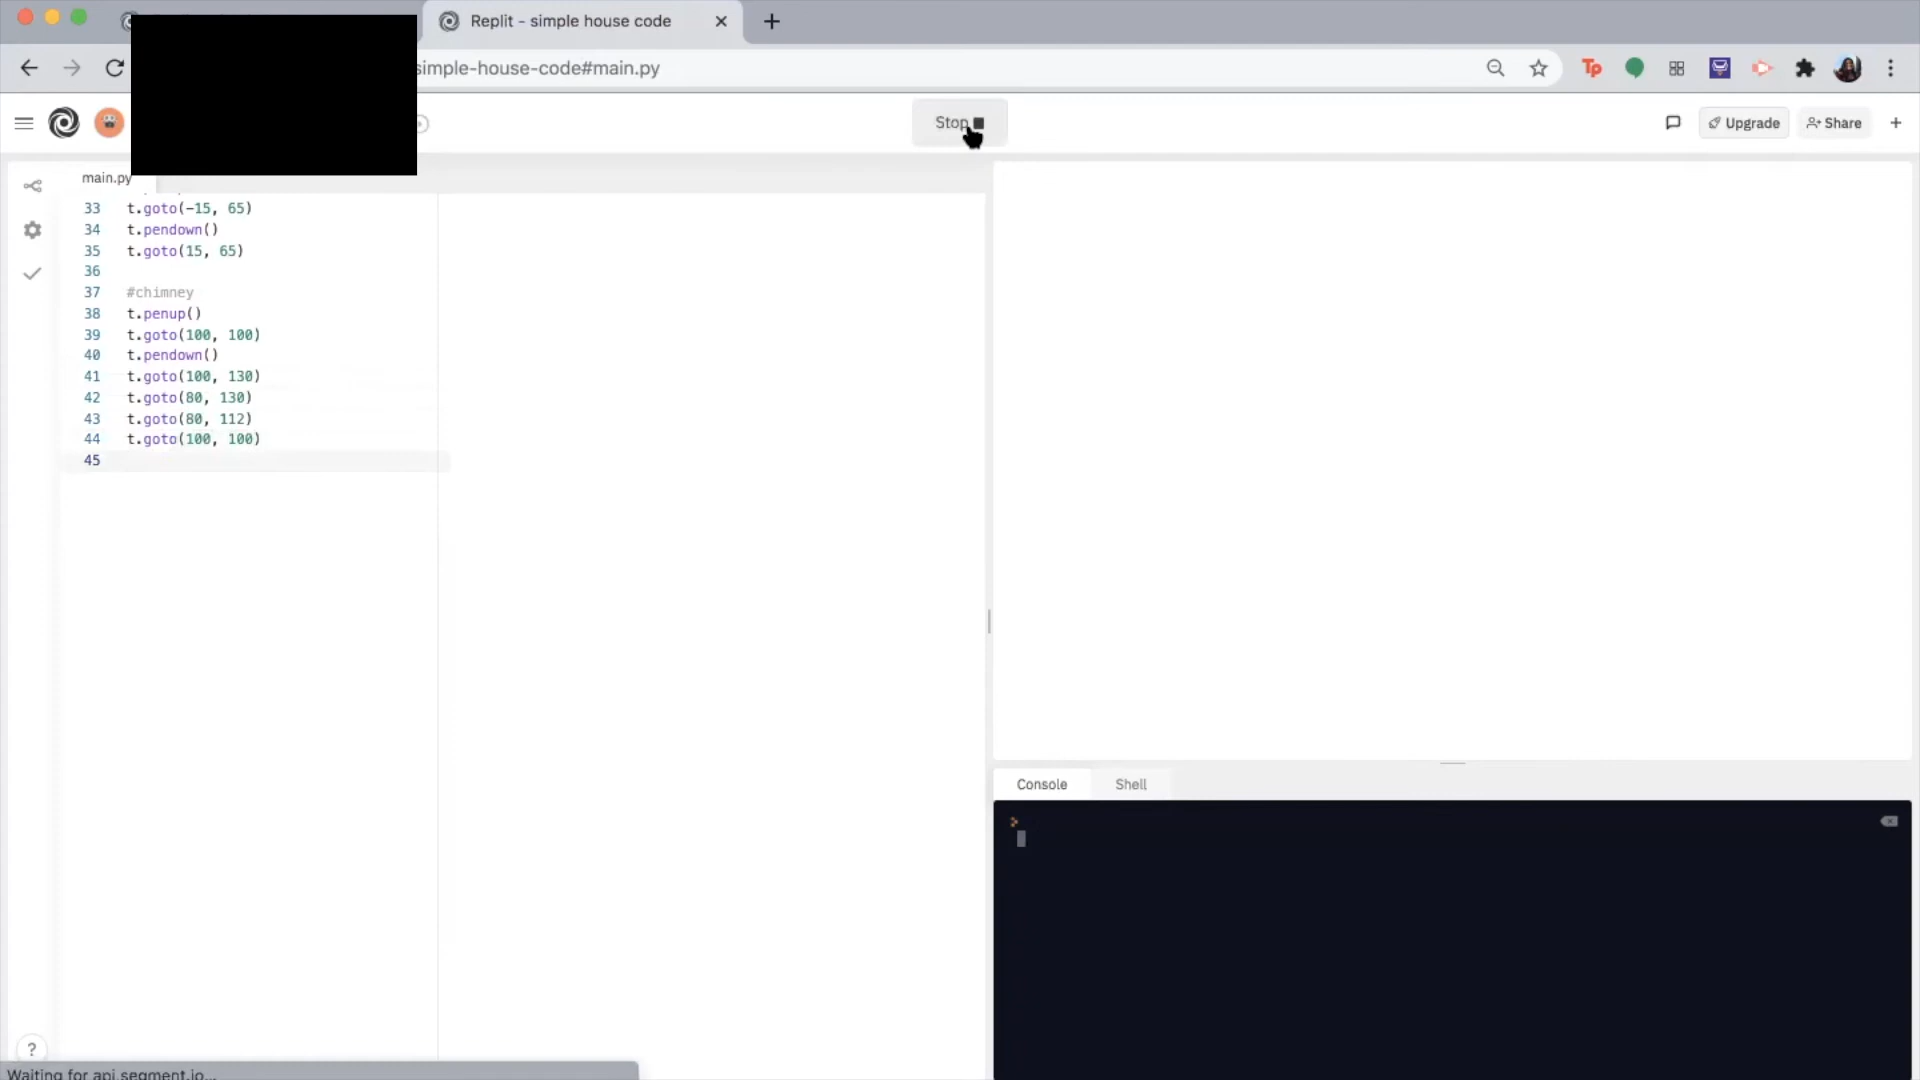 Replit - simple house code
simple-house-code#main.py
Tp
Stop
Upgrade
Share
main.py
33 t.goto(-15, 65)
34 t.pendown()
35 t.goto(15, 65)
36
37 #chimney
38 t.penup()
39 t.goto(100, 100)
40 t.pendown()
41 t.goto(100, 130)
42 t.goto(80, 130)
43 t.goto(80, 112)
44 t.goto(100, 100)
45
Console Shell
?
Waiting for api.segment.io...